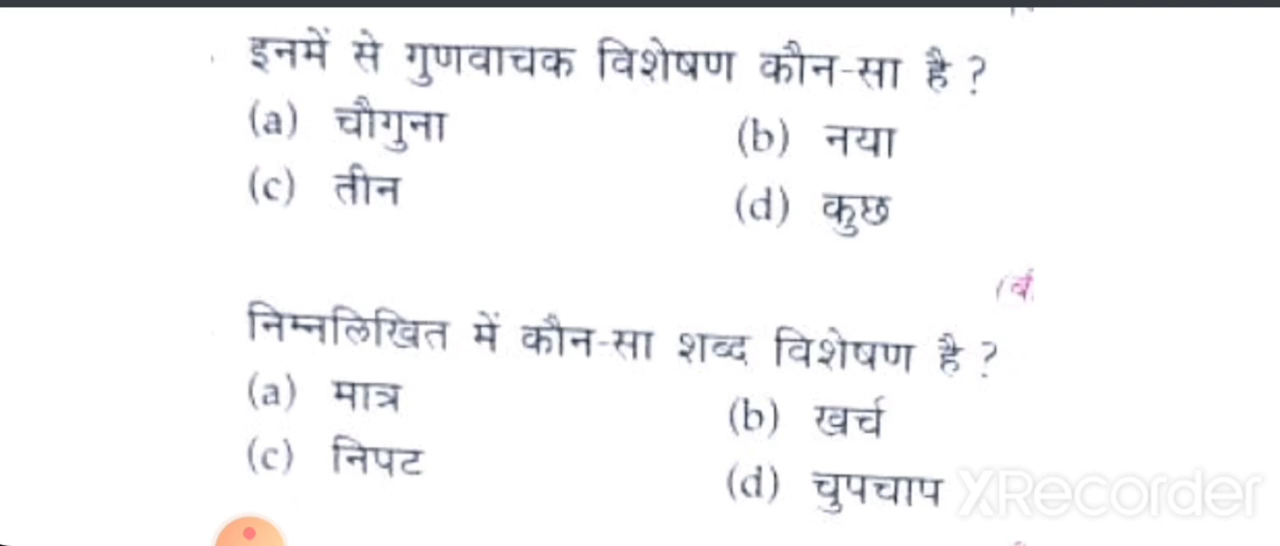 इनमें से गुणवाचक विशेषण कौन-सा है ?
(a) चौगुना (b) नया
(c) तीन (d) कुछ
निम्नलिखित में कौन-सा शब्द विशेषण है ?
(a) मात्र (b) खर्च
(c) निपट (d) चुपचाप
XRecorder